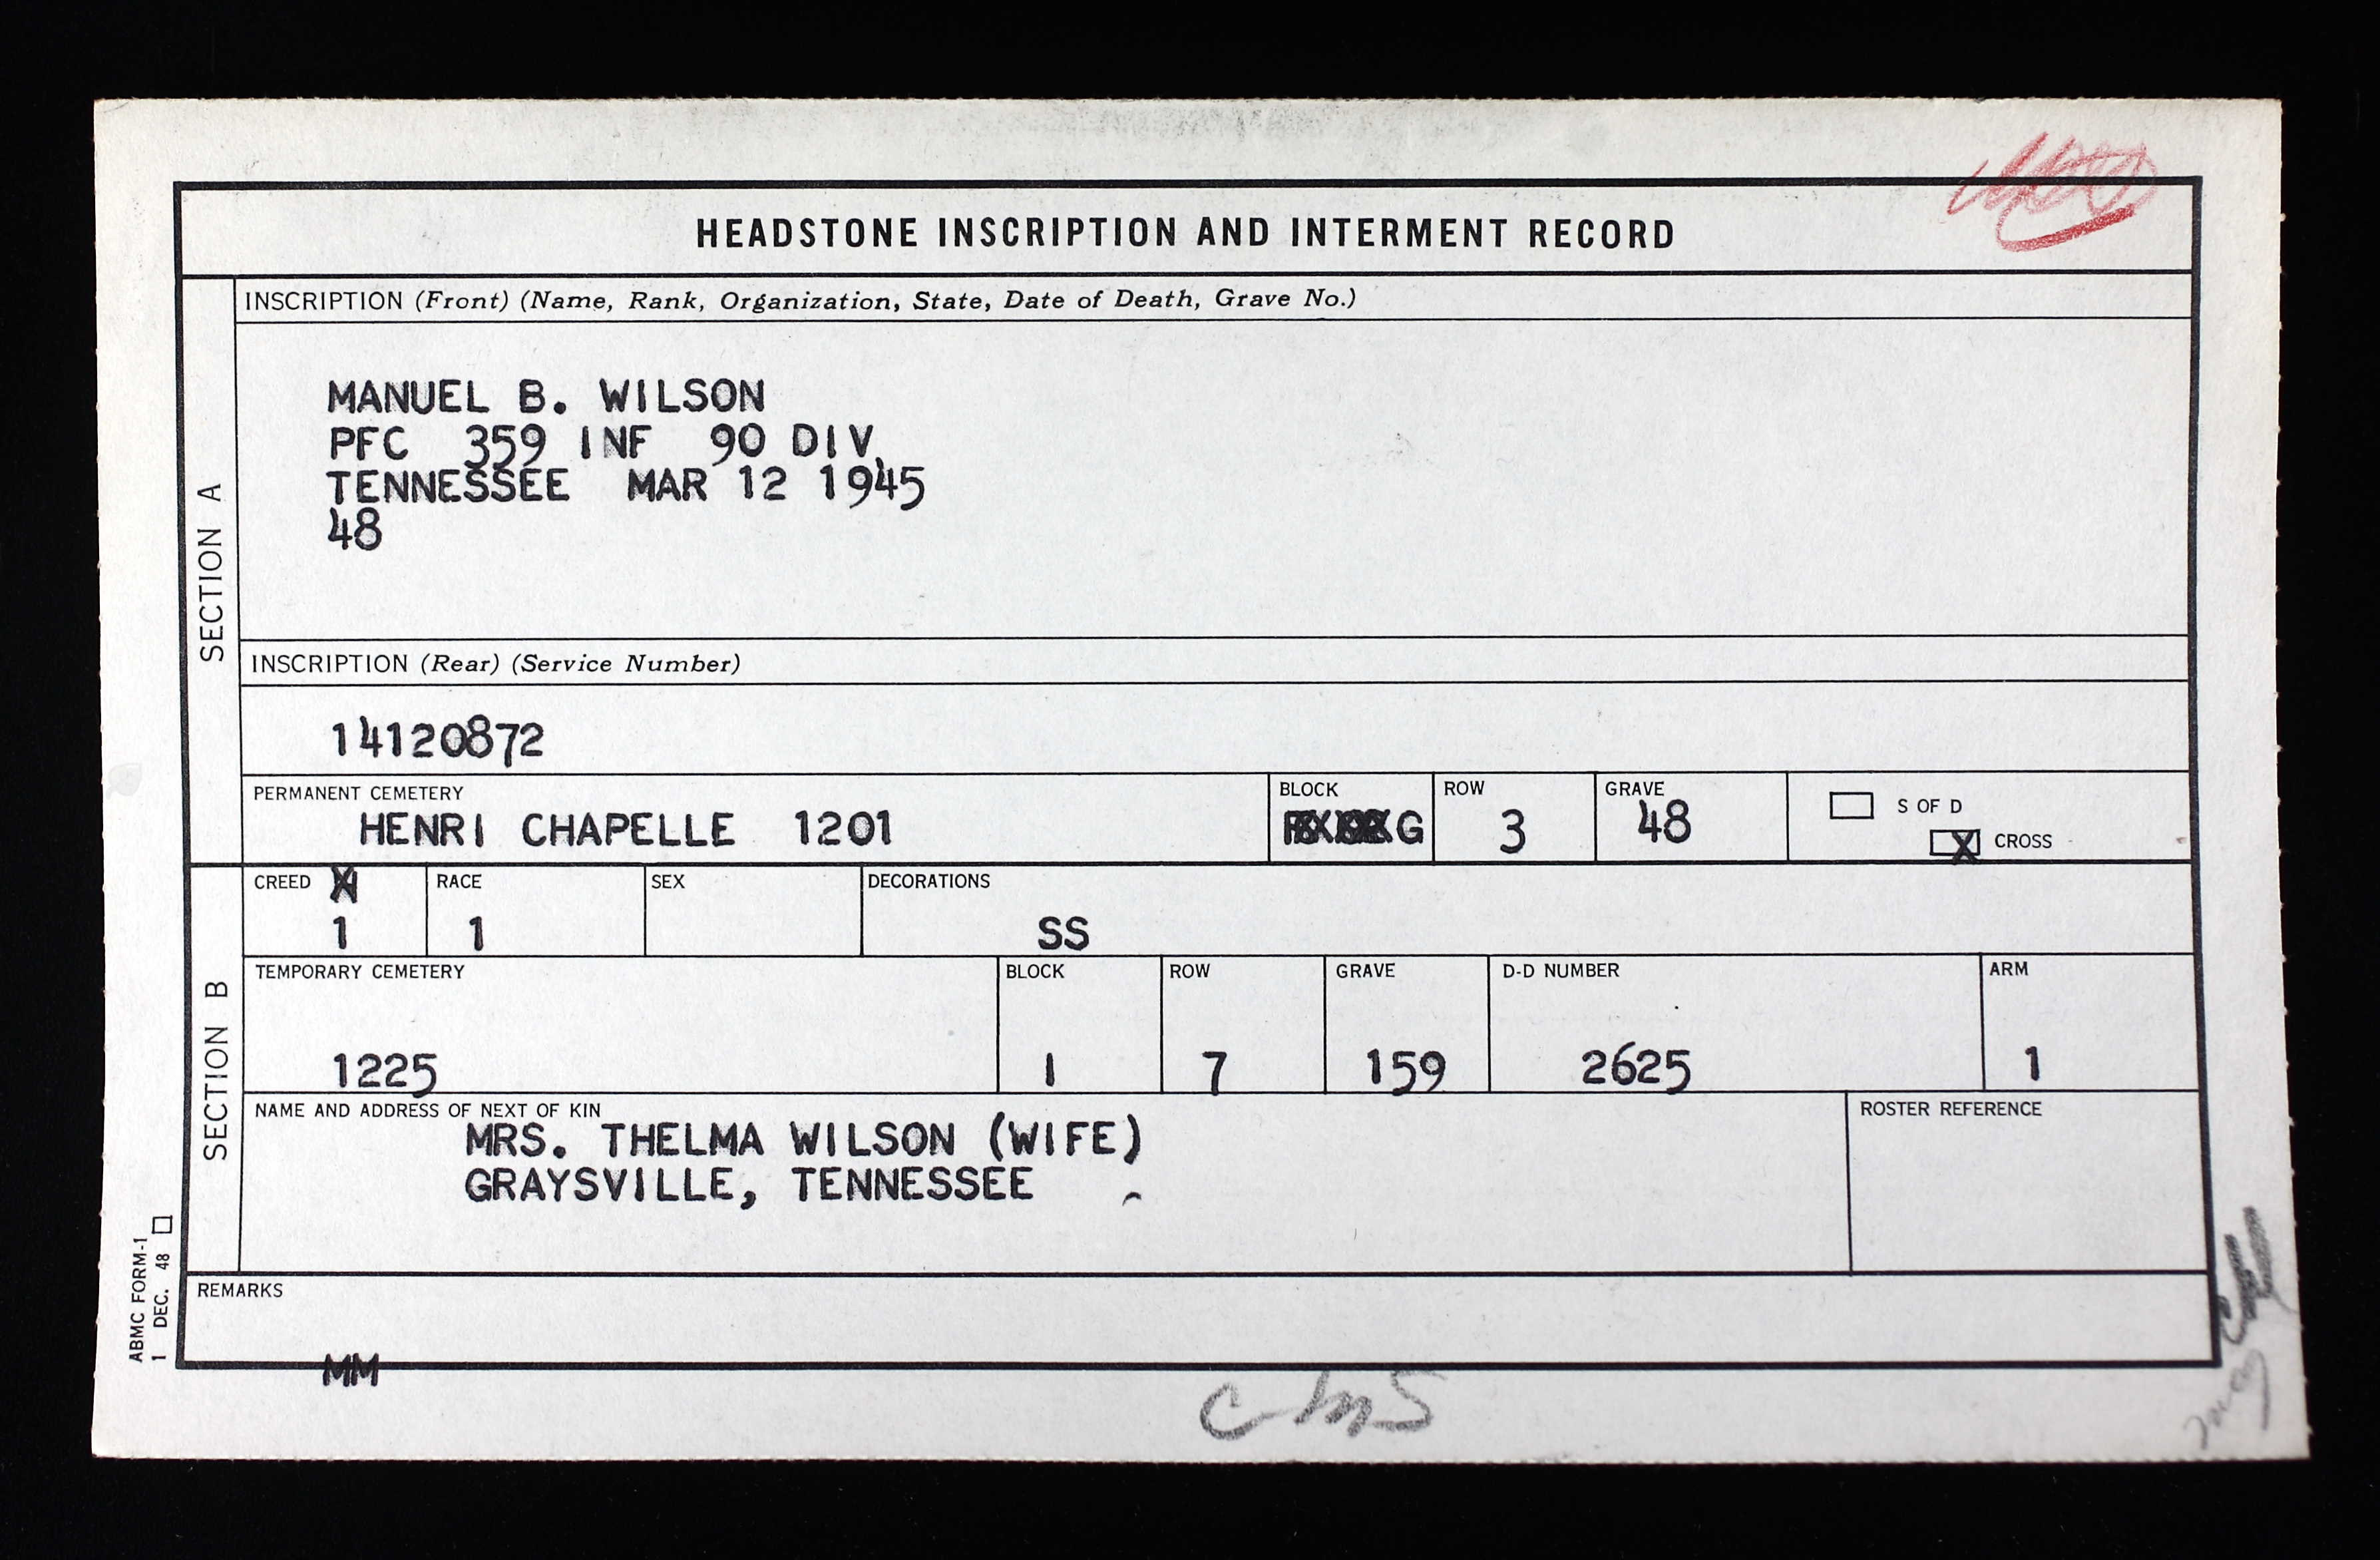 HEADSTONE INSCRIPTION AND INTERMENT RECORD
SECTION A
INSCRIPTION (Front) (Name, Rank, Organization, State, Date of Death, Grave No.)
MANUEL B. WILSON
PFC 359 INF 90 DIV
TENNESSEE MAR 12 1945
48
INSCRIPTION (Rear) (Service Number)
14120872
PERMANENT CEMETERY
HENRI CHAPELLE 1201
BLOCK
G
ROW
3
GRAVE
48
S OF D
X CROSS
SECTION B
CREED
1
RACE
1
SEX
DECORATIONS
SS
TEMPORARY CEMETERY
1225
BLOCK
1
ROW
7
GRAVE
159
D-D NUMBER
2625
ARM
1
NAME AND ADDRESS OF NEXT OF KIN
MRS. THELMA WILSON (WIFE)
GRAYSVILLE, TENNESSEE
ROSTER REFERENCE
REMARKS
MM
ABMC FORM-1
1 DEC. 48